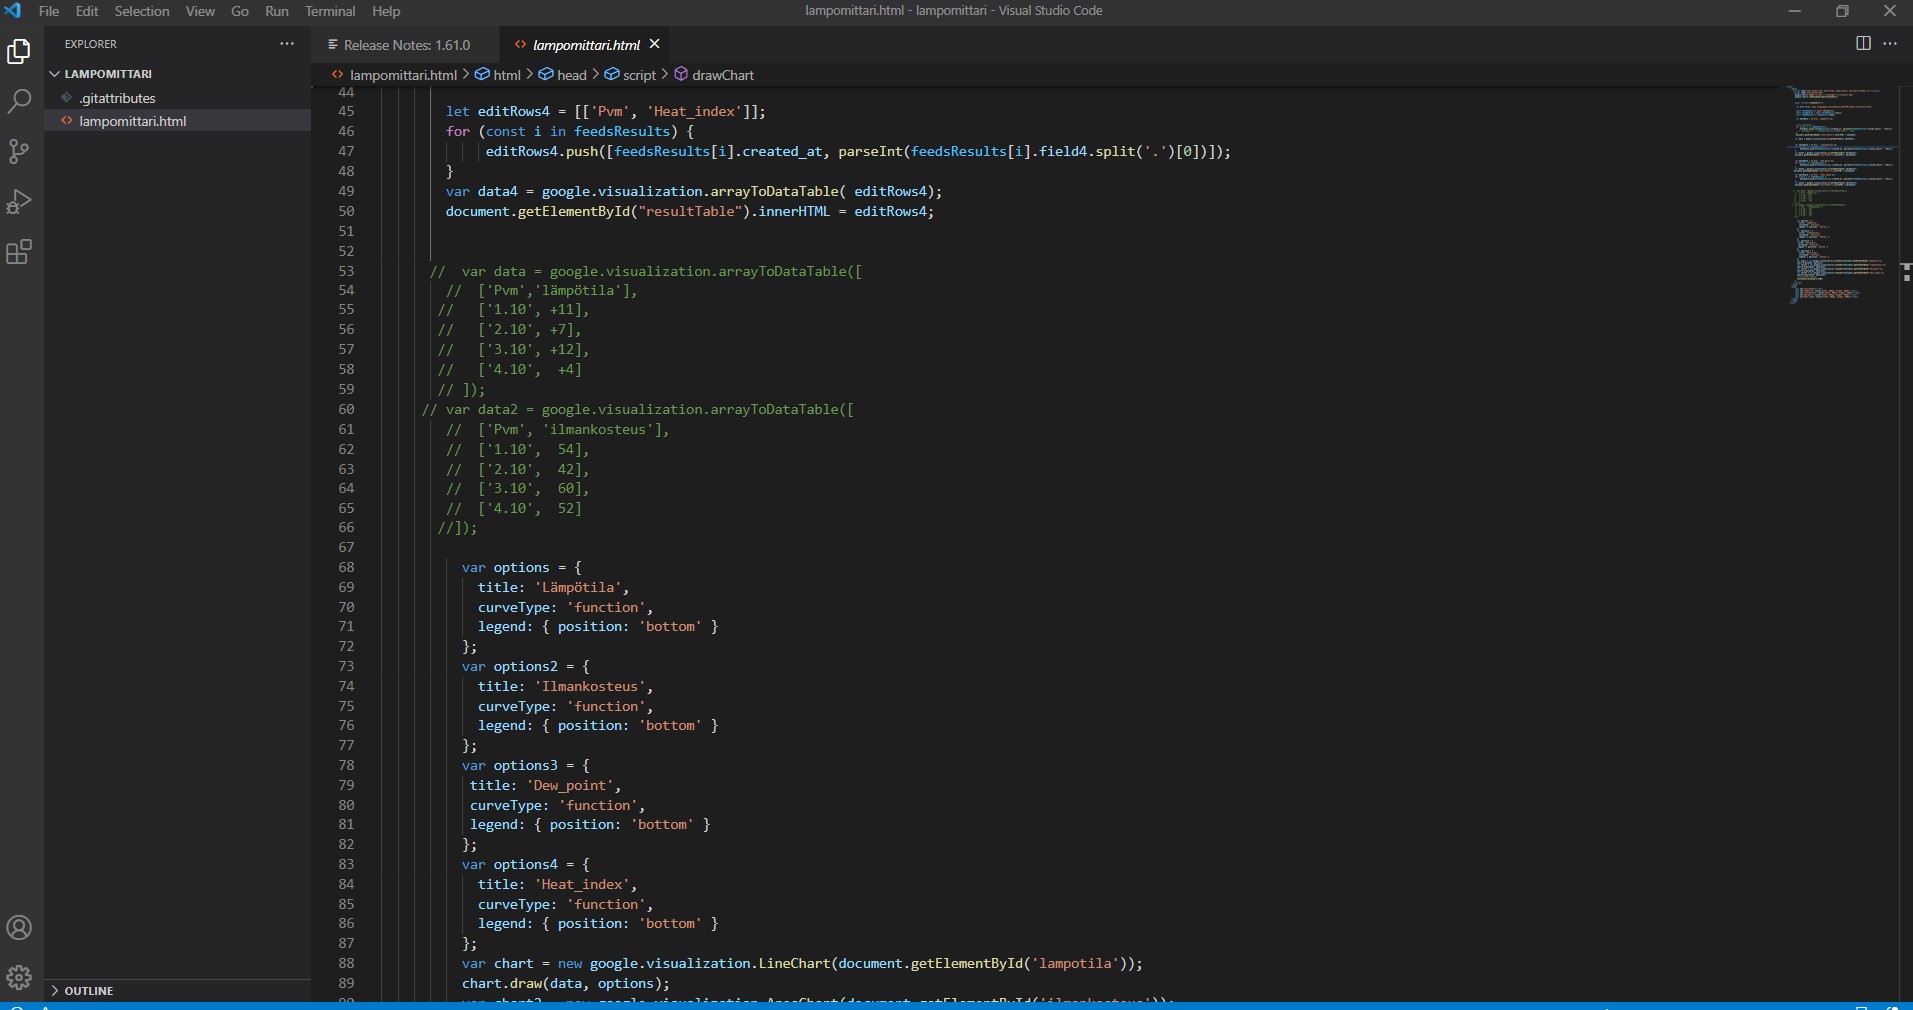 File Edit Selection View Go Run Terminal Help
lampomittari.html - lampomittari - Visual Studio Code
EXPLORER
LAMPOMITTARI
.gitattributes
lampomittari.html
OUTLINE
Release Notes: 1.61.0
lampomittari.html
lampomittari.html > html > head > script > drawChart
44
45 let editRows4 = [['Pvm', 'Heat_index']];
46 for (const i in feedsResults) {
47 editRows4.push([feedsResults[i].created_at, parseInt(feedsResults[i].field4.split('.')[0])]);
48 }
49 var data4 = google.visualization.arrayToDataTable( editRows4);
50 document.getElementById("resultTable").innerHTML = editRows4;
51
52
53 //  var data = google.visualization.arrayToDataTable([
54 //  ['Pvm','lämpötila'],
55 //   ['1.10', +11],
56 //   ['2.10', +7],
57 //   ['3.10', +12],
58 //   ['4.10',  +4]
59 // ]);
60 // var data2 = google.visualization.arrayToDataTable([
61 //  ['Pvm', 'ilmankosteus'],
62 //  ['1.10',  54],
63 //  ['2.10',  42],
64 //  ['3.10',  60],
65 //  ['4.10',  52]
66 //]);
67
68 var options = {
69 title: 'Lämpötila',
70 curveType: 'function',
71 legend: { position: 'bottom' }
72 };
73 var options2 = {
74 title: 'Ilmankosteus',
75 curveType: 'function',
76 legend: { position: 'bottom' }
77 };
78 var options3 = {
79 title: 'Dew_point',
80 curveType: 'function',
81 legend: { position: 'bottom' }
82 };
83 var options4 = {
84 title: 'Heat_index',
85 curveType: 'function',
86 legend: { position: 'bottom' }
87 };
88 var chart = new google.visualization.LineChart(document.getElementById('lampotila'));
89 chart.draw(data, options);
90 var chart2 = new google.visualization.AreaChart(document.getElementById('ilmankosteus'));